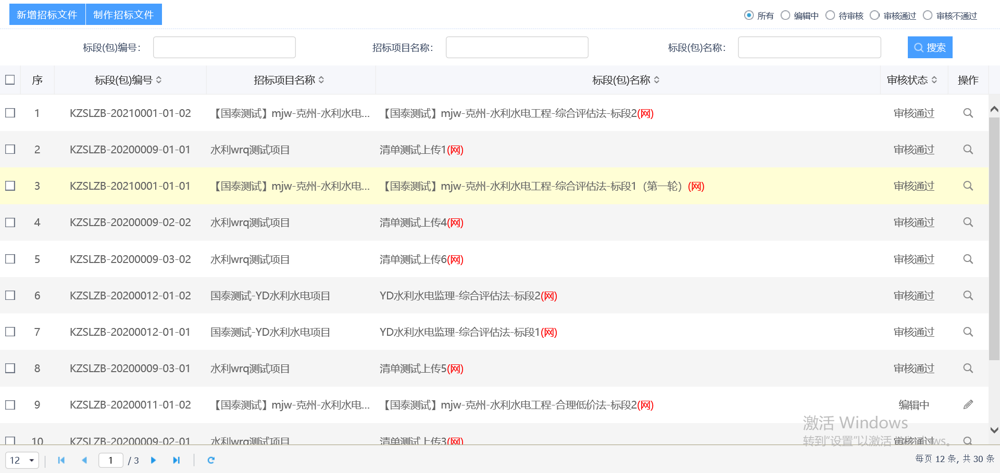 新增招标文件 制作招标文件 所有 编辑中 待审核 审核通过 审核不通过
标段(包)编号： 招标项目名称： 标段(包)名称： 搜索
序 标段(包)编号 招标项目名称 标段(包)名称 审核状态 操作
1 KZSLZB-20210001-01-02 【国泰测试】mjw-克州-水利水电... 【国泰测试】mjw-克州-水利水电工程-综合评估法-标段2(网) 审核通过
2 KZSLZB-20200009-01-01 水利wrq测试项目 清单测试上传1(网) 审核通过
3 KZSLZB-20210001-01-01 【国泰测试】mjw-克州-水利水电... 【国泰测试】mjw-克州-水利水电工程-综合评估法-标段1（第一轮）(网) 审核通过
4 KZSLZB-20200009-02-02 水利wrq测试项目 清单测试上传4(网) 审核通过
5 KZSLZB-20200009-03-02 水利wrq测试项目 清单测试上传6(网) 审核通过
6 KZSLZB-20200012-01-02 国泰测试-YD水利水电项目 YD水利水电监理-综合评估法-标段2(网) 审核通过
7 KZSLZB-20200012-01-01 国泰测试-YD水利水电项目 YD水利水电监理-综合评估法-标段1(网) 审核通过
8 KZSLZB-20200009-03-01 水利wrq测试项目 清单测试上传5(网) 审核通过
9 KZSLZB-20200011-01-02 【国泰测试】mjw-克州-水利水电... 【国泰测试】mjw-克州-水利水电工程-合理低价法-标段2(网) 编辑中
激活 Windows
10 KZSLZB-20200009-02-01 水利wrq测试项目 清单测试上传3(网) 审核通过
转到"设置"以激活 Windows。
12 1 / 3 每页 12 条, 共 30 条